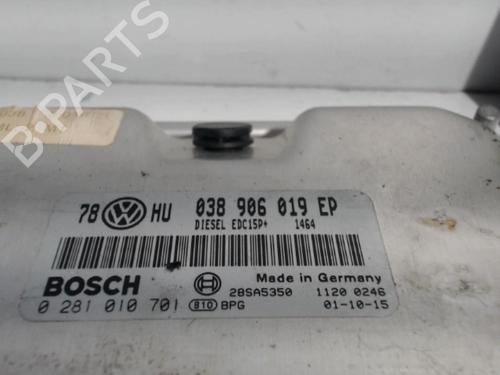 B-PARTS
78 HU 038 906 019 EP
DIESEL EDC15P+ 1464
BOSCH
Made in Germany
28SA5350 1120 0246
0 281 010 701 810 BPG 01-10-15